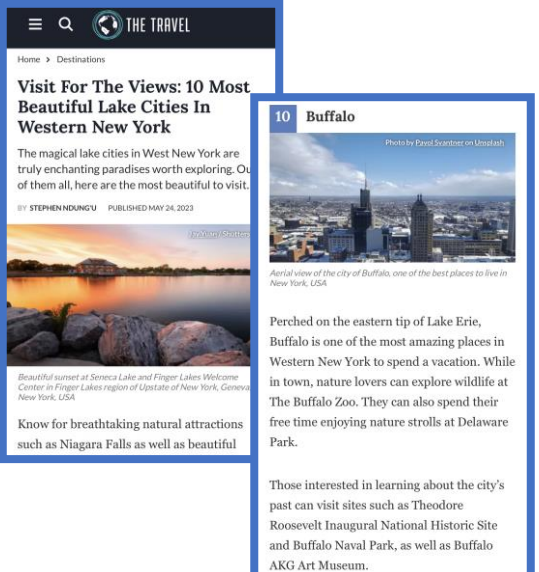 THE TRAVEL
Home > Destinations
Visit For The Views: 10 Most
Beautiful Lake Cities In
Western New York
The magical lake cities in West New York are
truly enchanting paradises worth exploring.
of them all, here are the most beautiful to visit.
BY STEPHEN NDUNG'U PUBLISHED MAY 24, 2023
Beautiful sunset at Seneca Lake and Finger Lakes Welcome
Center in Finger Lakes region of Upstate of New York, Geneva
New York, USA
Know for breathtaking natural attractions
such as Niagara Falls as well as beautiful
10 Buffalo
Photo by Pavol Svantner on Unsplash
Aerial view of the city of Buffalo, one of the best places to live in
New York, USA
Perched on the eastern tip of Lake Erie,
Buffalo is one of the most amazing places in
Western New York to spend a vacation. While
in town, nature lovers can explore wildlife at
The Buffalo Zoo. They can also spend their
free time enjoying nature strolls at Delaware
Park.
Those interested in learning about the city's
past can visit sites such as Theodore
Roosevelt Inaugural National Historic Site
and Buffalo Naval Park, as well as Buffalo
AKG Art Museum.